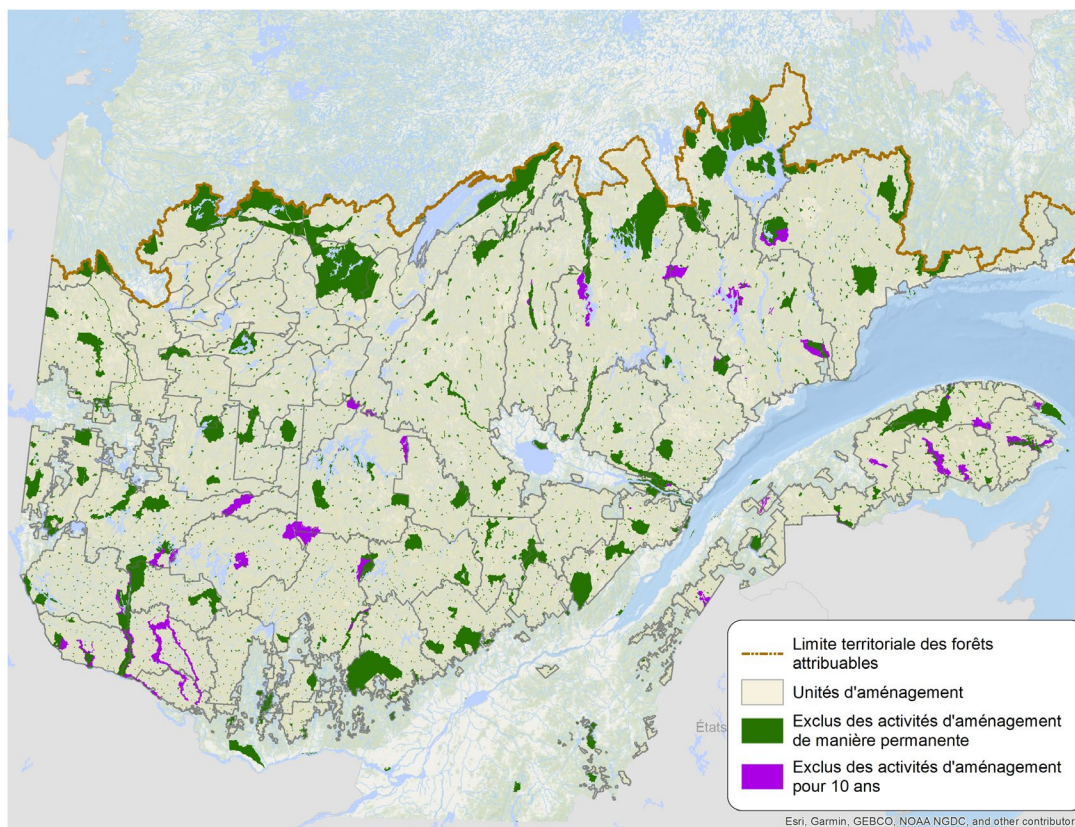 États
Limite territoriale des forêts
attribuables
Unités d'aménagement
Exclus des activités d'aménagement
de manière permanente
Exclus des activités d'aménagement
pour 10 ans
Esri, Garmin, GEBCO, NOAA NGDC, and other contributor